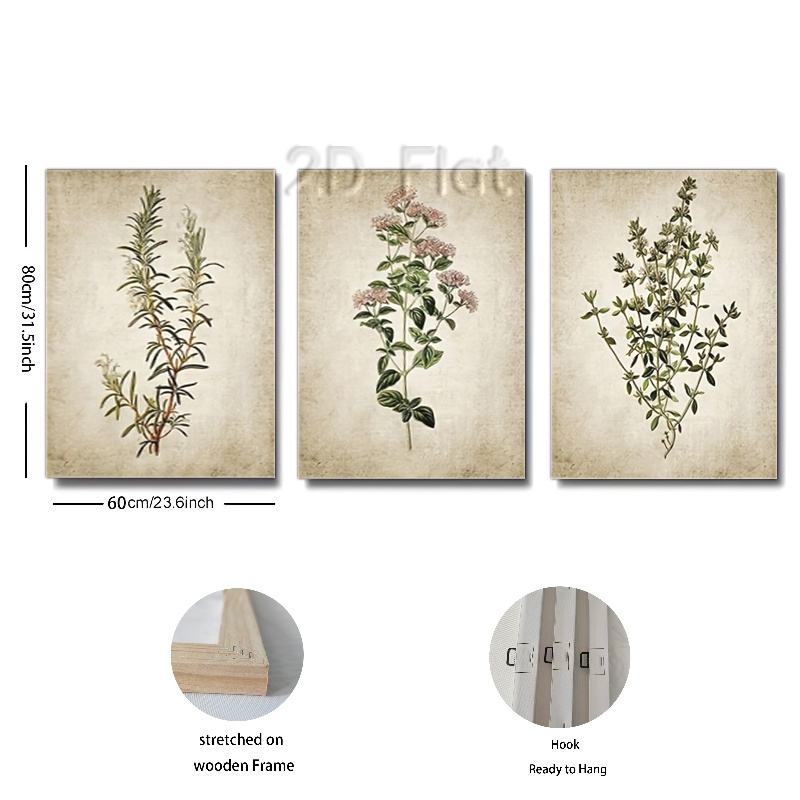 2D Flat
80cm/31.5inch
60cm/23.6inch
stretched on
wooden Frame
Hook
Ready to Hang